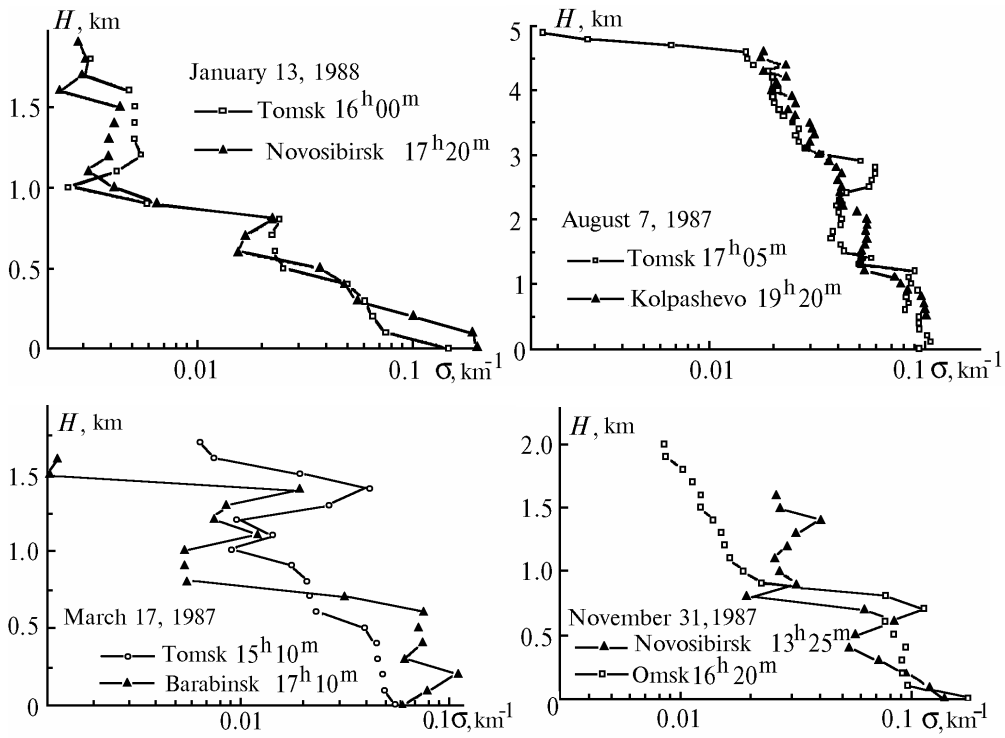 H, km
January 13, 1988
Tomsk 16h00m
Novosibirsk 17h20m
1.5
1.0
0.5
0
0.01
0.1
σ, km-1
H, km
5
4
3
2
1
0
August 7, 1987
Tomsk 17h05m
Kolpashevo 19h20m
0.01
0.1
σ, km-1
H, km
1.5
1.0
0.5
0
March 17, 1987
Tomsk 15h10m
Barabinsk 17h10m
0.01
0.1
σ, km-1
H, km
2.0
1.5
1.0
0.5
0
November 31,1987
Novosibirsk 13h25m
Omsk 16h20m
0
0.01
0.1
σ, km-1